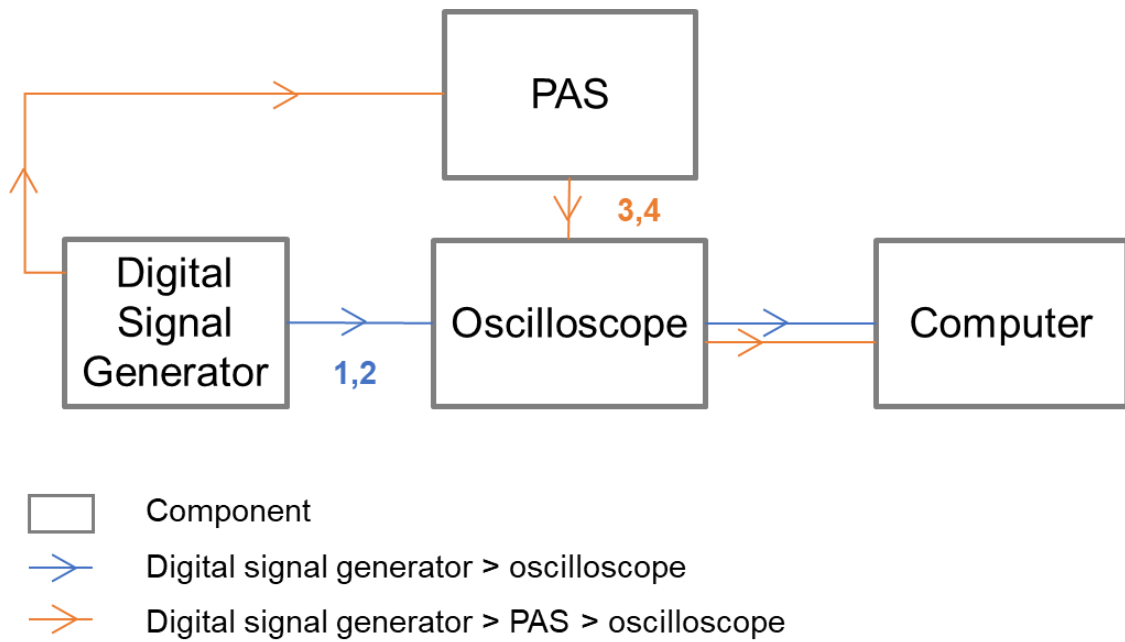 PAS
3,4
Digital
Signal
Generator
Oscilloscope
Computer
1,2
Component
Digital signal generator > oscilloscope
Digital signal generator > PAS > oscilloscope